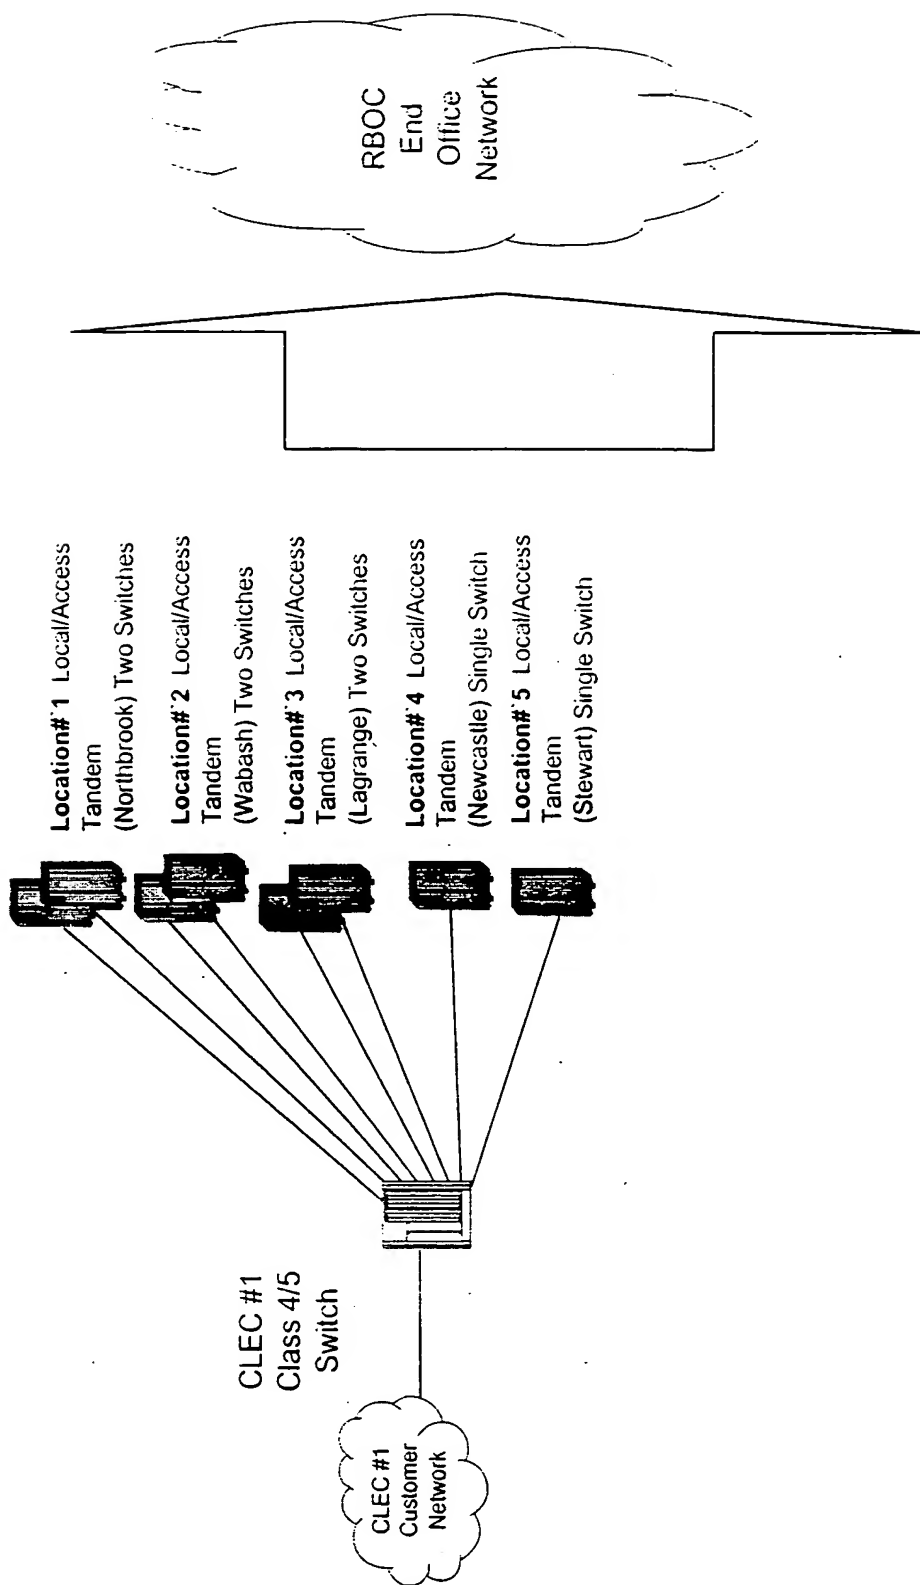 CLEC #1
Customer
Network
CLEC #1
Class 4/5
Switch
Location# 1 Local/Access
Tandem
(Northbrook) Two Switches
Location# 2 Local/Access
Tandem
(Wabash) Two Switches
Location# 3 Local/Access
Tandem
(Lagrange) Two Switches
Location# 4 Local/Access
Tandem
(Newcastle) Single Switch
Location# 5 Local/Access
Tandem
(Stewart) Single Switch
RBOC
End
Office
Network